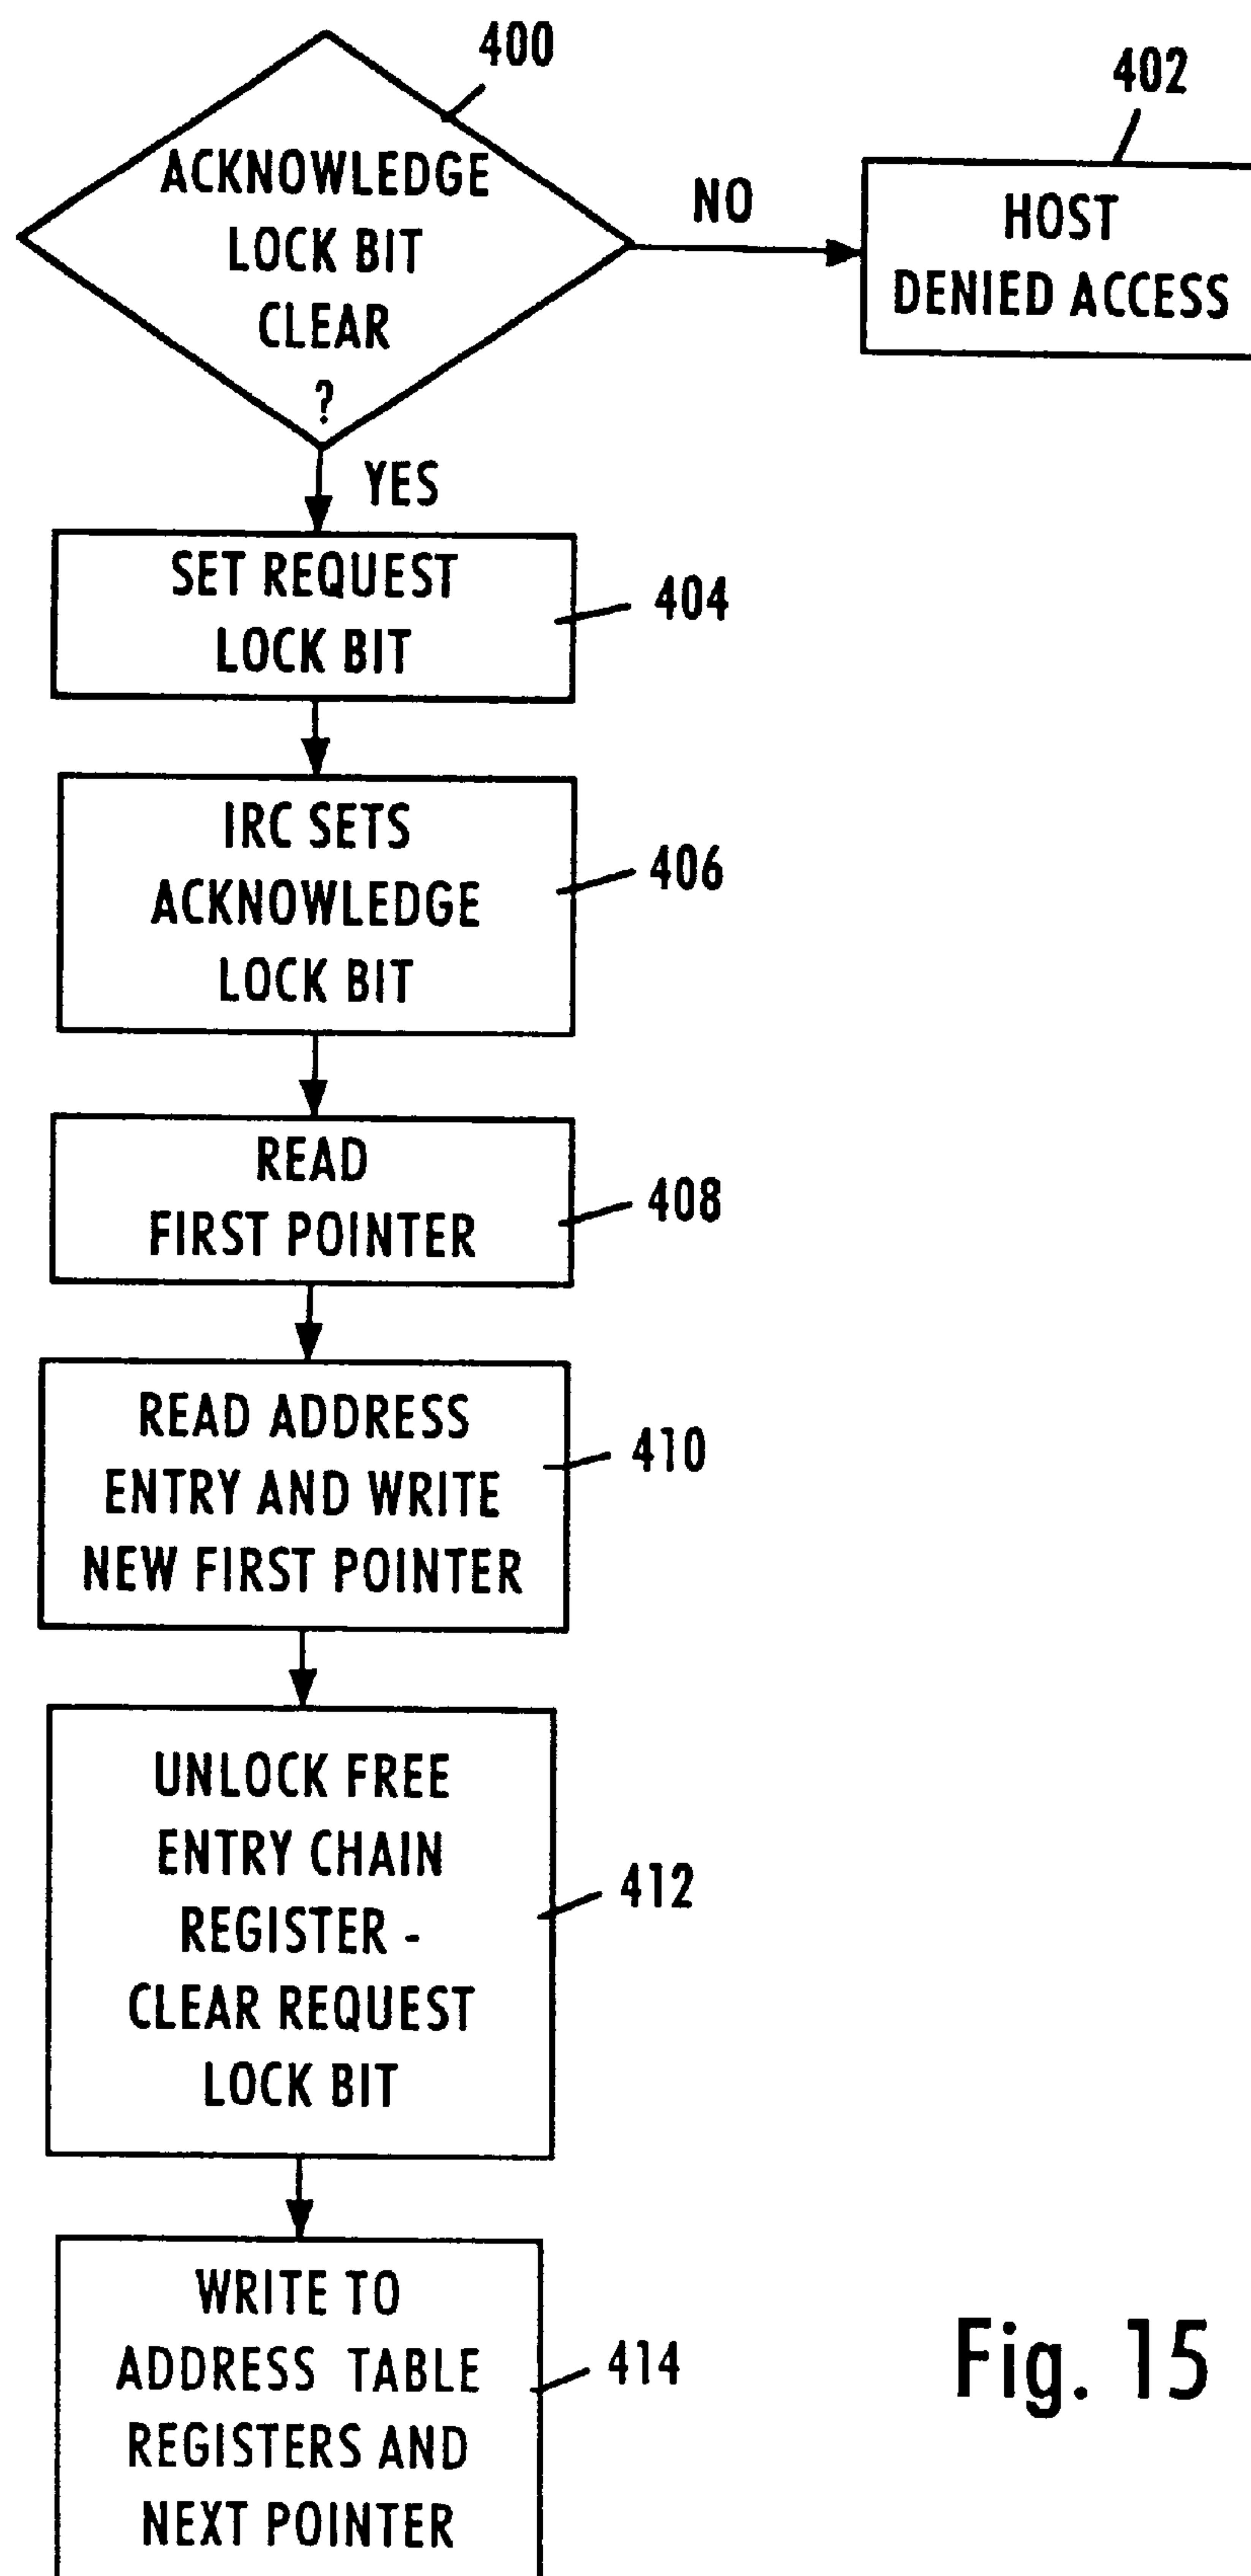 400
ACKNOWLEDGE
LOCK BIT
CLEAR
?
402
NO
HOST
DENIED ACCESS
YES
SET REQUEST
LOCK BIT
404
IRC SETS
ACKNOWLEDGE
LOCK BIT
406
READ
FIRST POINTER
408
READ ADDRESS
ENTRY AND WRITE
NEW FIRST POINTER
410
UNLOCK FREE
ENTRY CHAIN
REGISTER -
CLEAR REQUEST
LOCK BIT
412
WRITE TO
ADDRESS TABLE
REGISTERS AND
NEXT POINTER
414
Fig. 15